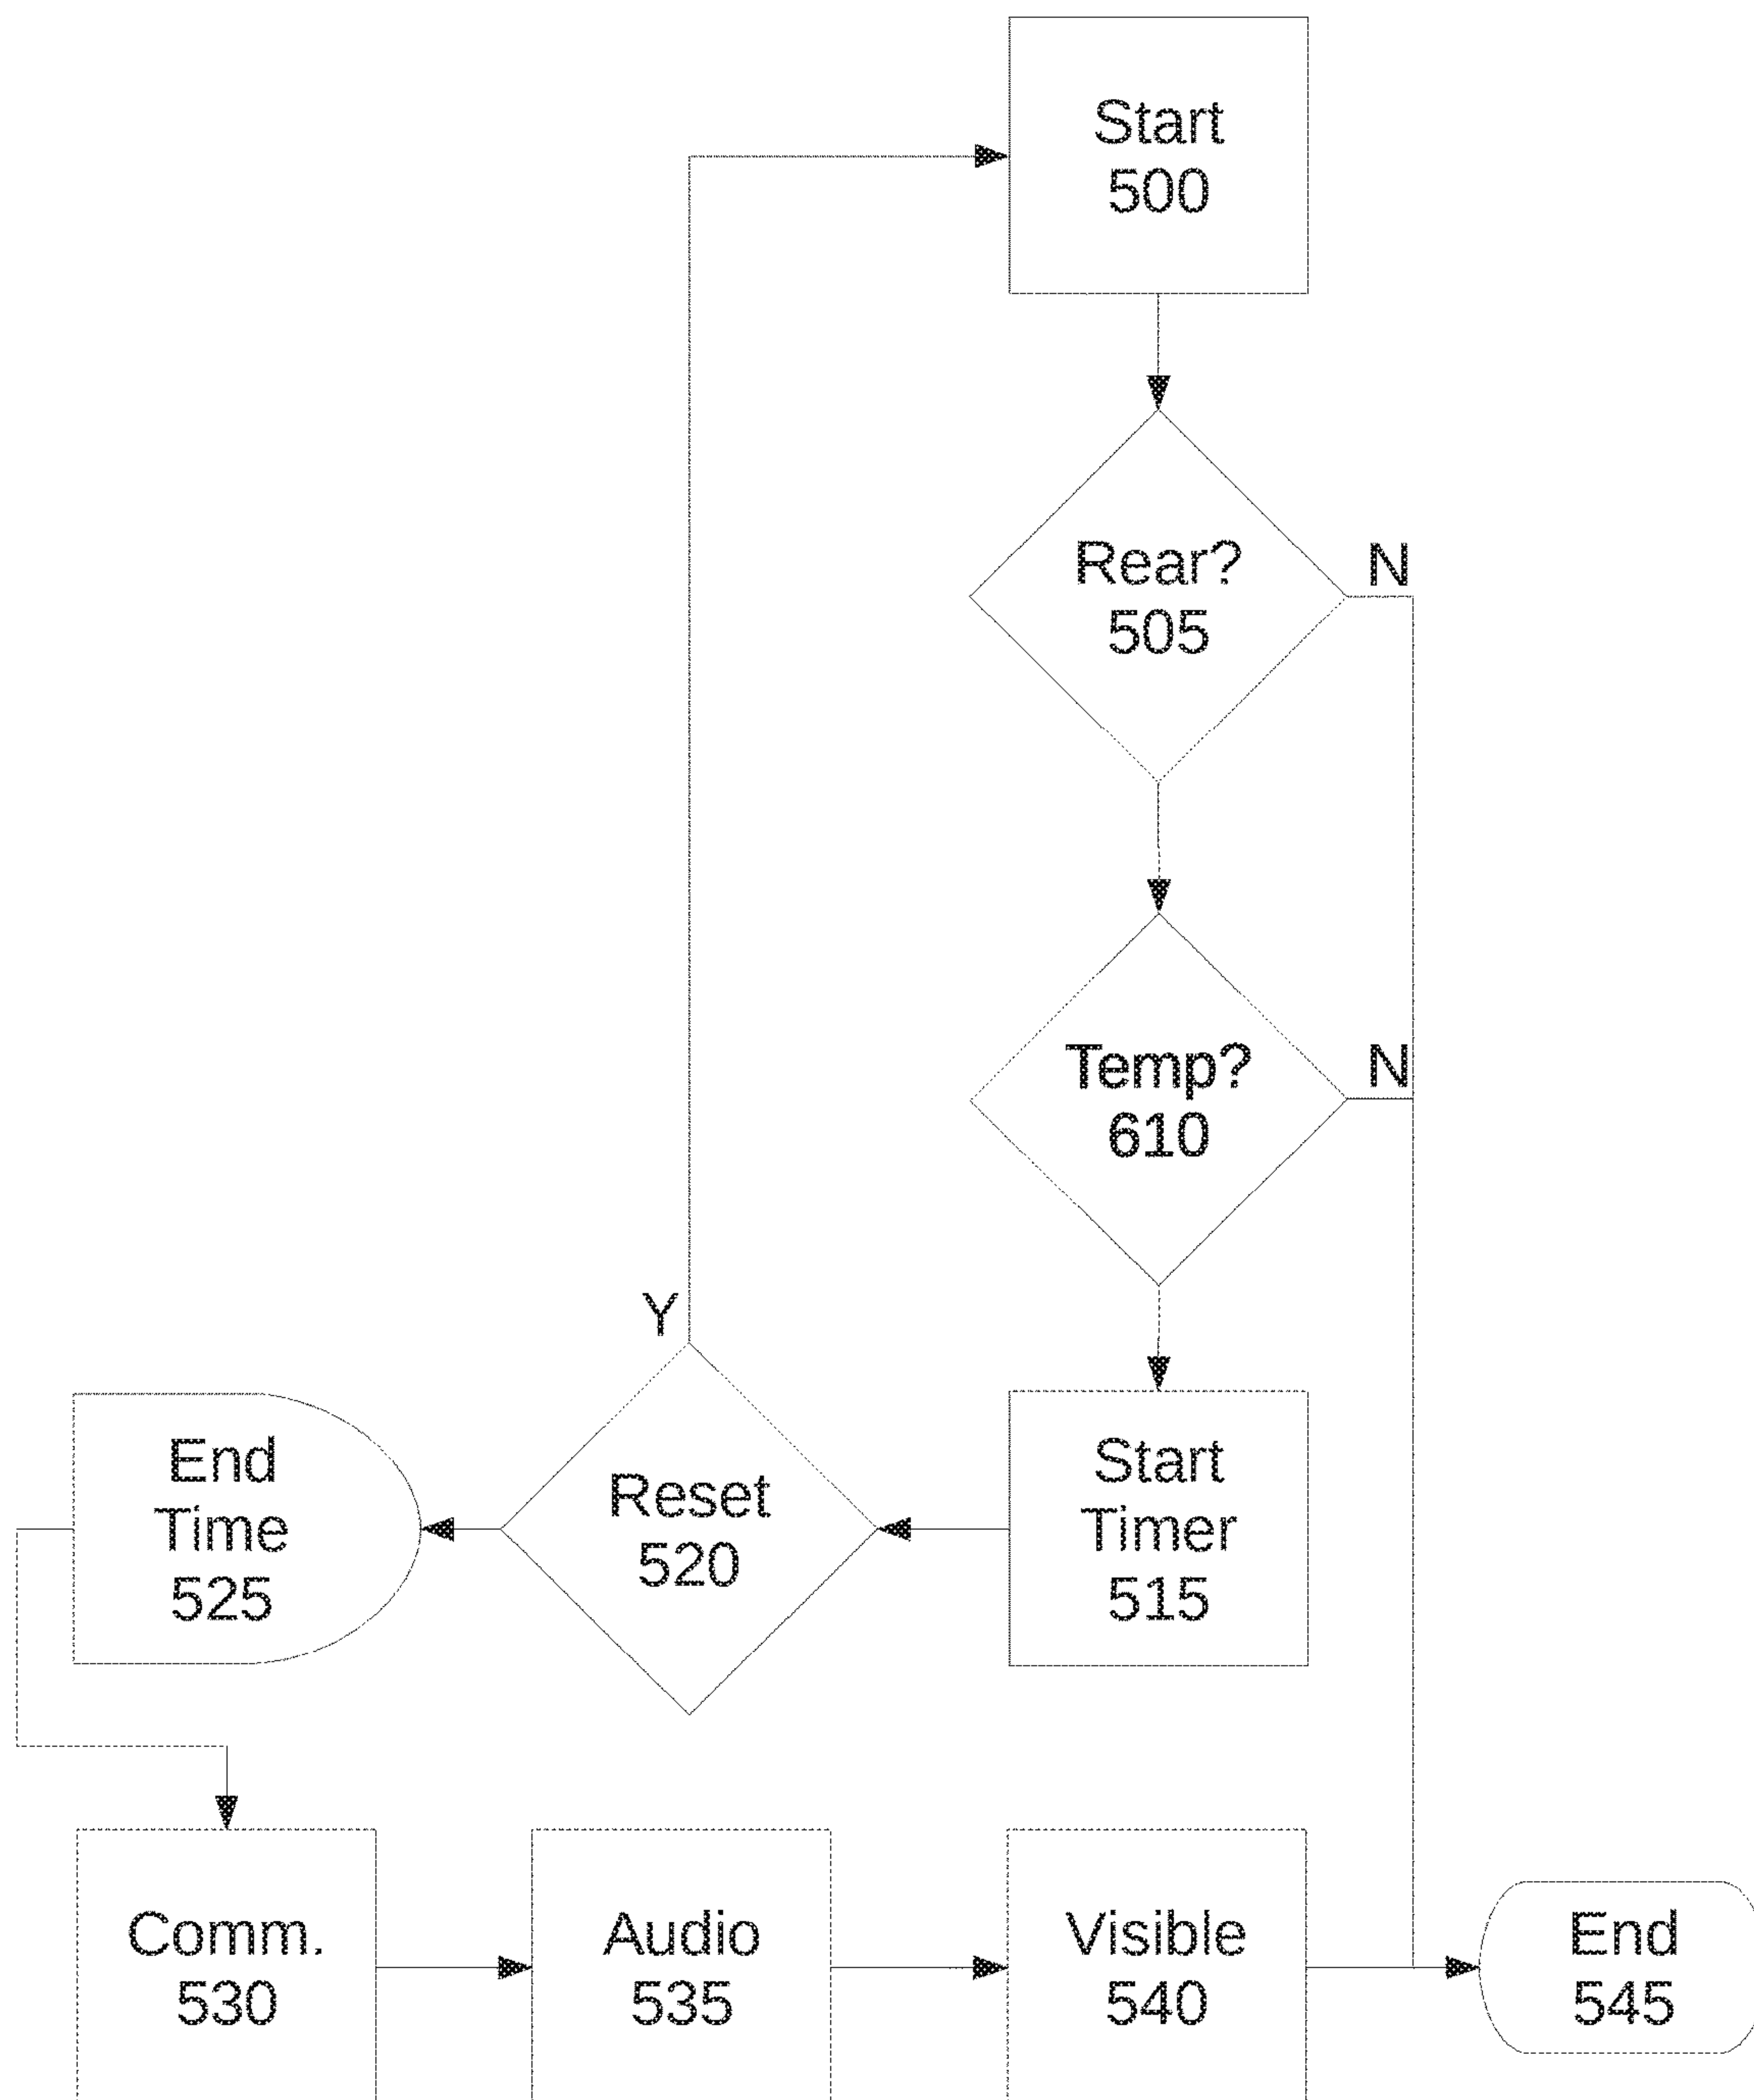 Start
500
Rear?
505
N
Temp?
610
N
Y
End
Time
525
Reset
520
Start
Timer
515
Comm.
530
Audio
535
Visible
540
End
545